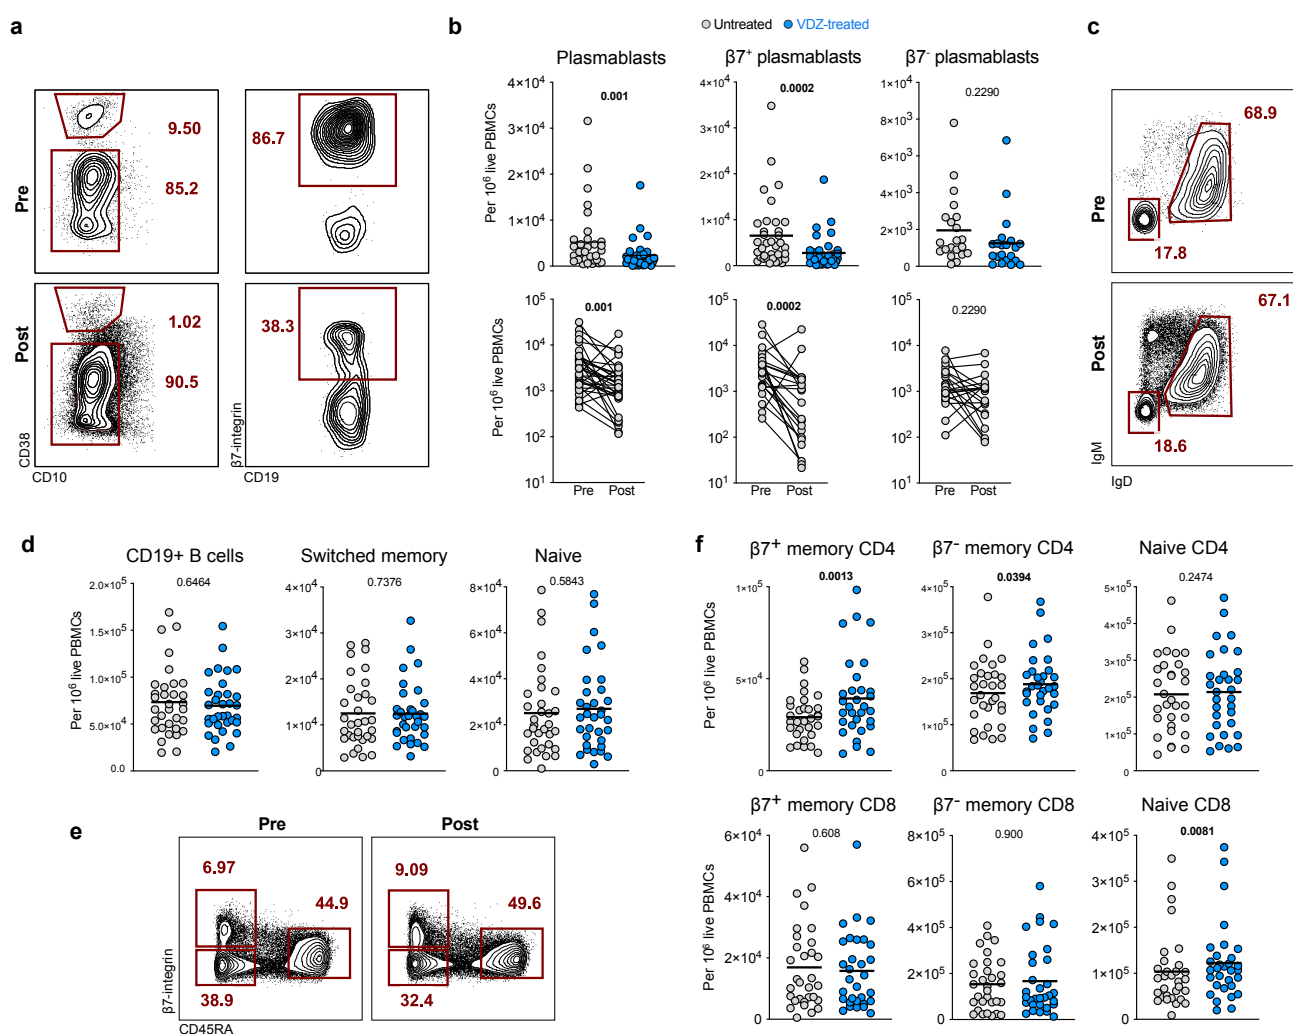 a
Pre
9.50
85.2
86.7
Post
1.02
90.5
38.3
CD38
CD10
β7-integrin
CD19
b
Untreated VDZ-treated
Plasmablasts
β7⁺ plasmablasts
β7⁻ plasmablasts
Per 10⁶ live PBMCs
4×10⁴
3×10⁴
2×10⁴
1×10⁴
0
0.001
4×10⁴
3×10⁴
2×10⁴
1×10⁴
0
0.0002
1×10⁴
8×10³
6×10³
4×10³
2×10³
0
0.2290
Per 10⁶ live PBMCs
10⁵
10⁴
10³
10²
10¹
0.001
Pre Post
10⁵
10⁴
10³
10²
10¹
0.0002
Pre Post
10⁵
10⁴
10³
10²
10¹
0.2290
Pre Post
c
Pre
68.9
17.8
Post
67.1
18.6
IgM
IgD
d
CD19+ B cells
Switched memory
Naive
Per 10⁶ live PBMCs
2.0×10⁵
1.5×10⁵
1.0×10⁵
5.0×10⁴
0.0
0.6464
4×10⁴
3×10⁴
2×10⁴
1×10⁴
0
0.7376
8×10⁴
6×10⁴
4×10⁴
2×10⁴
0
0.5843
e
Pre
Post
6.97
44.9
38.9
9.09
49.6
32.4
β7-integrin
CD45RA
f
β7⁺ memory CD4
β7⁻ memory CD4
Naive CD4
Per 10⁶ live PBMCs
1×10⁵
5×10⁴
0
0.0013
4×10⁵
3×10⁵
2×10⁵
1×10⁵
0
0.0394
5×10⁵
4×10⁵
3×10⁵
2×10⁵
1×10⁵
0
0.2474
β7⁺ memory CD8
β7⁻ memory CD8
Naive CD8
Per 10⁶ live PBMCs
6×10⁴
4×10⁴
2×10⁴
0
0.608
8×10⁵
6×10⁵
4×10⁵
2×10⁵
0
0.900
4×10⁵
3×10⁵
2×10⁵
1×10⁵
0
0.0081